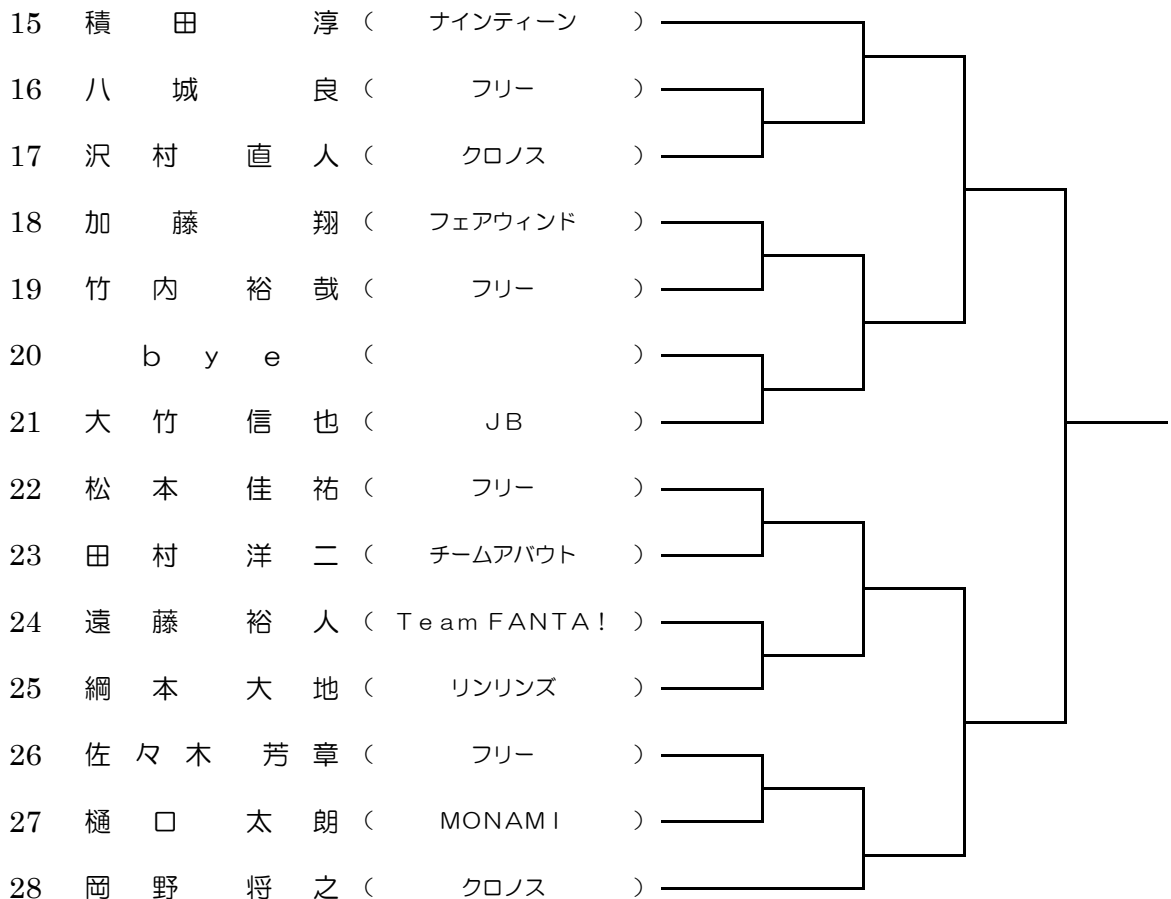 15 積田 淳 ( ナインティーン )
16 八城 良 ( フリー )
17 沢村 直人 ( クロノス )
18 加藤 翔 ( フェアウィンド )
19 竹内 裕哉 ( フリー )
20 ｂｙｅ ( )
21 大竹 信也 ( ＪＢ )
22 松本 佳祐 ( フリー )
23 田村 洋二 ( チームアバウト )
24 遠藤 裕人 ( Ｔｅａｍ ＦＡＮＴＡ！ )
25 綱本 大地 ( リンリンズ )
26 佐々木 芳章 ( フリー )
27 樋口 太朗 ( ＭＯＮＡＭＩ )
28 岡野 将之 ( クロノス )